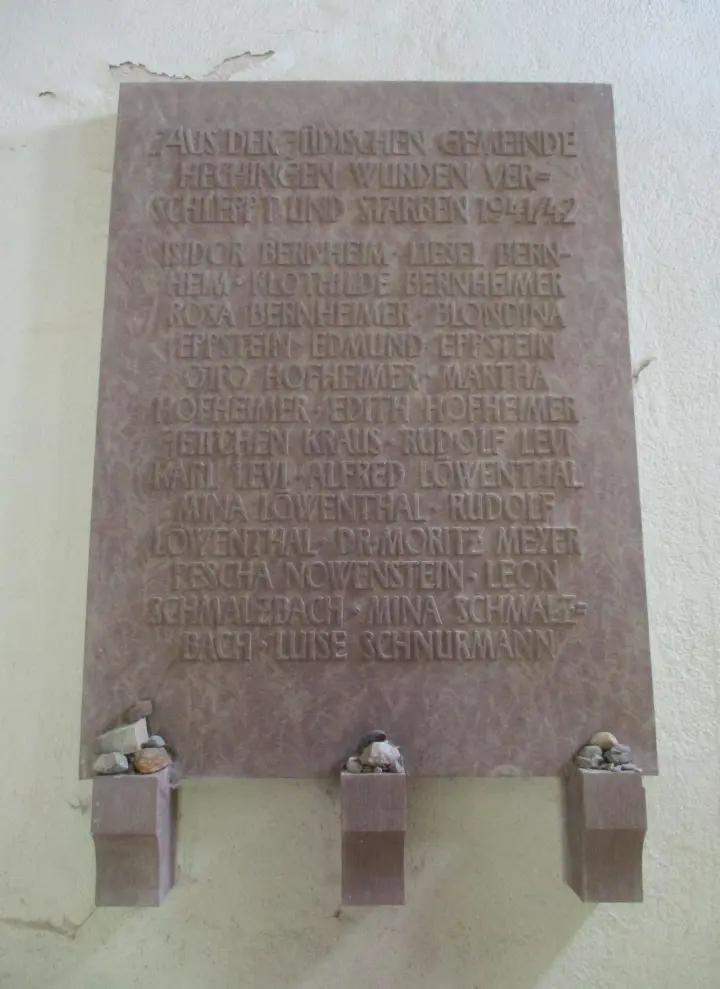 AUS DER JÜDISCHEN GEMEINDE
HECHINGEN WURDEN VER=
SCHLEPPT UND STARBEN 1941/42
ISIDOR BERNHEIM · LIESEL BERN-
HEIM · KLOTHILDE BERNHEIMER
ROSA BERNHEIMER · BLONDINA
EPPSTEIN · EDMUND EPPSTEIN
OTTO HOFHEIMER · MARTHA
HOFHEIMER · EDITH HOFHEIMER
JETTCHEN KRAUS · RUDOLF LEVI
KARL LEVI · ALFRED LÖWENTHAL
MINA LÖWENTHAL · RUDOLF
LÖWENTHAL · DR·MORITZ MEYER
PESCHA NOWENSTEIN · LEON
SCHMALZBACH · MINA SCHMALZ=
BACH · LUISE SCHNURMANN